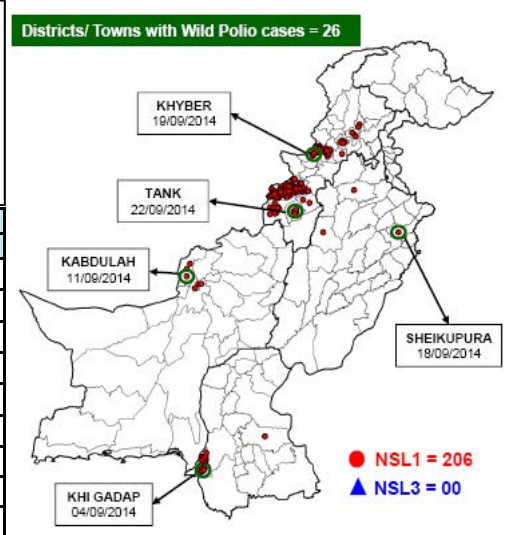 Districts/ Towns with Wild Polio cases = 26
KHYBER
19/09/2014
TANK
22/09/2014
KABDULAH
11/09/2014
SHEIKUPURA
18/09/2014
NSL1 = 206
NSL3 = 00
KHI GADAP
04/09/2014